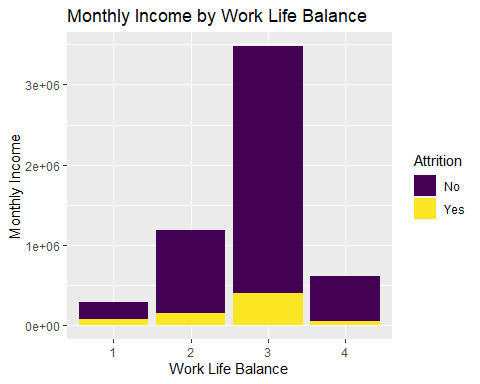 Monthly Income by Work Life Balance
3e+06
2e+06
1e+06
0e+00
Monthly Income
1 2 3 4
Work Life Balance
Attrition
No
Yes